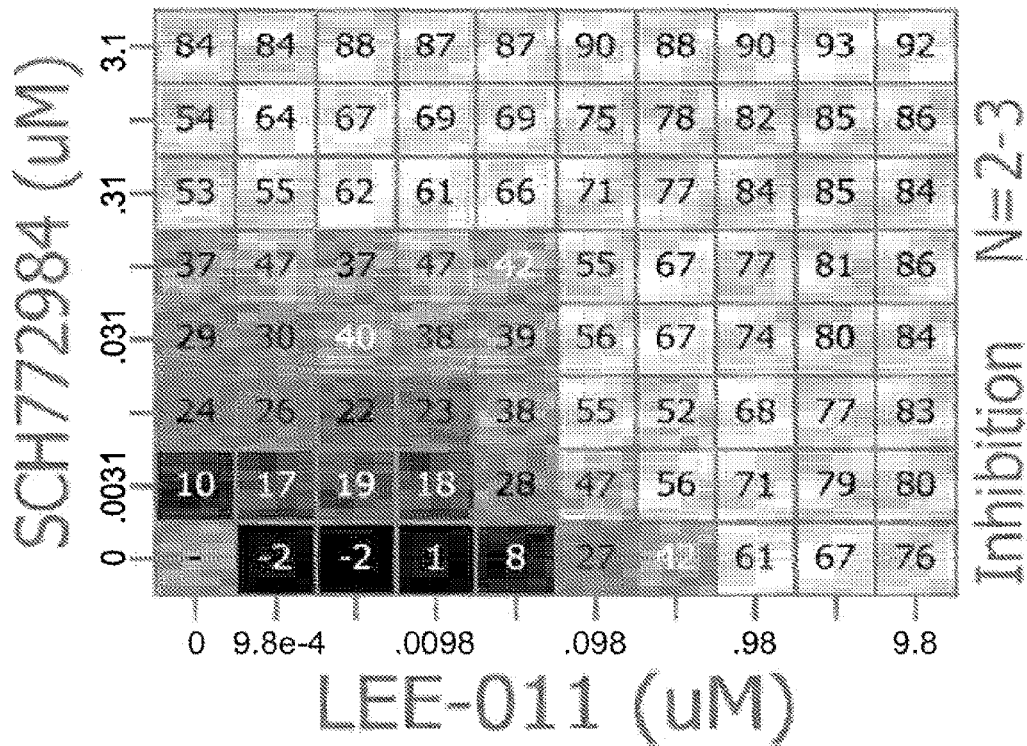 SCH772984 (uM)
3.1 84 84 88 87 87 90 88 90 93 92
54 64 67 69 69 75 78 82 85 86
.31 53 55 62 61 66 71 77 84 85 84
37 47 37 47 42 55 67 77 81 86
.031 29 30 40 38 39 56 67 74 80 84
24 26 22 23 38 55 52 68 77 83
.0031 10 17 19 18 28 47 56 71 79 80
0 - -2 -2 1 8 27 42 61 67 76
0 9.8e-4 .0098 .098 .98 9.8
LEE-011 (uM)
Inhibition N=2-3